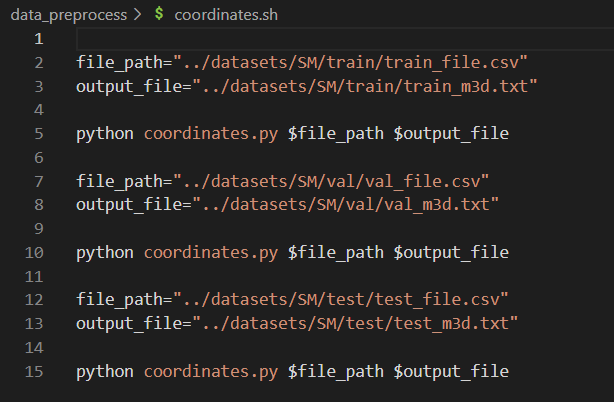 data_preprocess > $ coordinates.sh
1
2 file_path="../datasets/SM/train/train_file.csv"
3 output_file="../datasets/SM/train/train_m3d.txt"
4
5 python coordinates.py $file_path $output_file
6
7 file_path="../datasets/SM/val/val_file.csv"
8 output_file="../datasets/SM/val/val_m3d.txt"
9
10 python coordinates.py $file_path $output_file
11
12 file_path="../datasets/SM/test/test_file.csv"
13 output_file="../datasets/SM/test/test_m3d.txt"
14
15 python coordinates.py $file_path $output_file